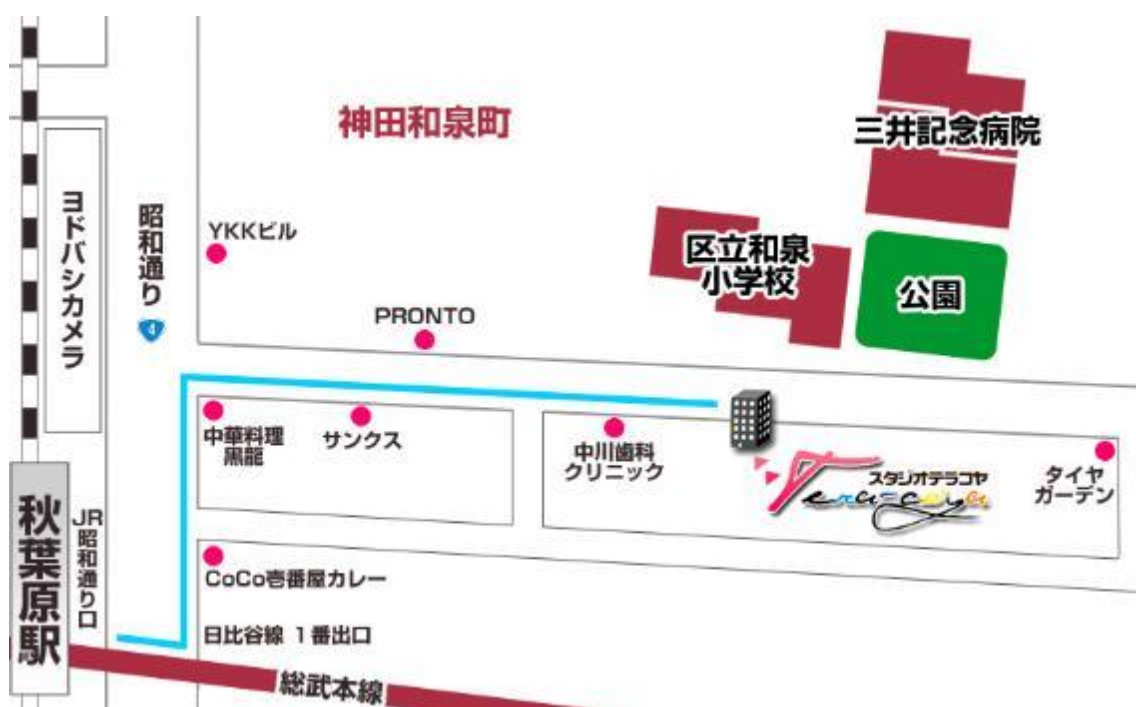 神田和泉町
三井記念病院
ヨドバシカメラ
昭和通り
4
YKKビル
区立和泉
小学校
公園
PRONTO
中華料理
黒龍
サンクス
中川歯科
クリニック
スタジオテラコヤ
Tera-coya
タイヤ
ガーデン
秋葉原駅
JR昭和通り口
CoCo壱番屋カレー
日比谷線 1番出口
総武本線